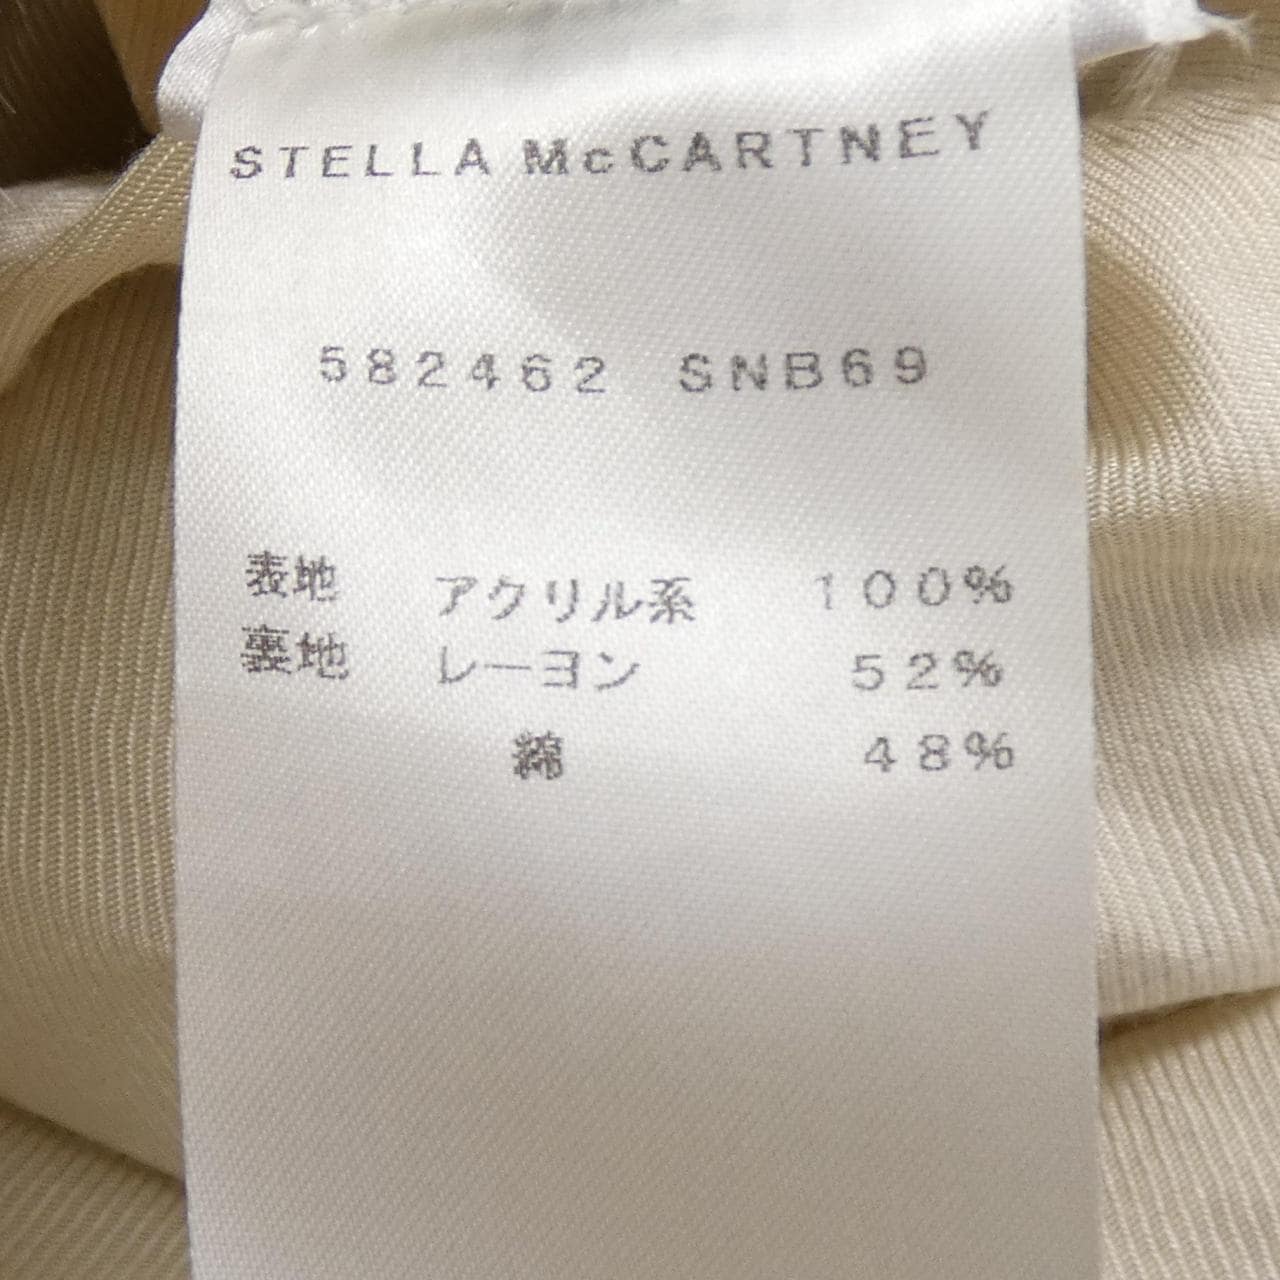 STELLA McCARTNEY
582462 SNB69
表地 アクリル系 100%
裏地 レーヨン 52%
綿 48%